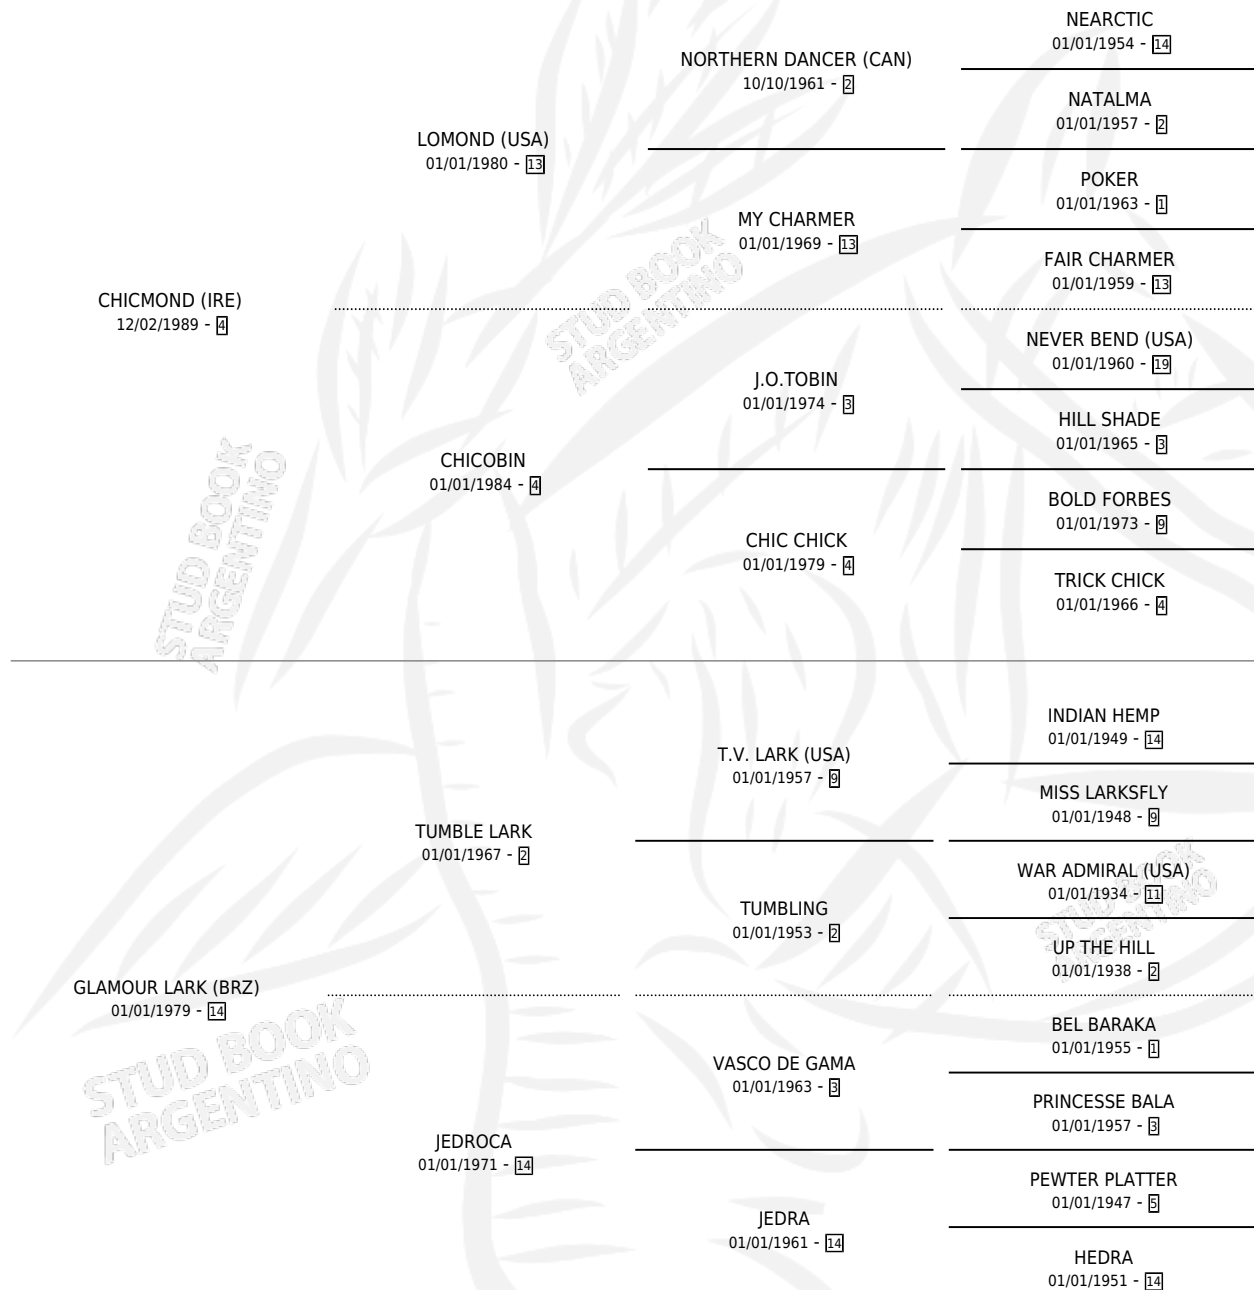 NEARCTIC
01/01/1954 - 14
NORTHERN DANCER (CAN)
10/10/1961 - 2
NATALMA
01/01/1957 - 2
LOMOND (USA)
01/01/1980 - 13
POKER
01/01/1963 - 1
MY CHARMER
01/01/1969 - 13
FAIR CHARMER
01/01/1959 - 13
CHICMOND (IRE)
12/02/1989 - 4
STUD BOOK
ARGENTINO
NEVER BEND (USA)
01/01/1960 - 19
J.O.TOBIN
01/01/1974 - 3
HILL SHADE
01/01/1965 - 3
CHICOBIN
01/01/1984 - 4
BOLD FORBES
01/01/1973 - 9
CHIC CHICK
01/01/1979 - 4
TRICK CHICK
01/01/1966 - 4
STUD BOOK
ARGENTINO
INDIAN HEMP
01/01/1949 - 14
T.V. LARK (USA)
01/01/1957 - 9
MISS LARKSFLY
01/01/1948 - 9
TUMBLE LARK
01/01/1967 - 2
WAR ADMIRAL (USA)
01/01/1934 - 11
STUD BOOK
ARGENTINO
TUMBLING
01/01/1953 - 2
UP THE HILL
01/01/1938 - 2
GLAMOUR LARK (BRZ)
01/01/1979 - 14
STUD BOOK
ARGENTINO
BEL BARAKA
01/01/1955 - 1
VASCO DE GAMA
01/01/1963 - 3
PRINCESSE BALA
01/01/1957 - 3
JEDROCA
01/01/1971 - 14
PEWTER PLATTER
01/01/1947 - 5
JEDRA
01/01/1961 - 14
HEDRA
01/01/1951 - 14